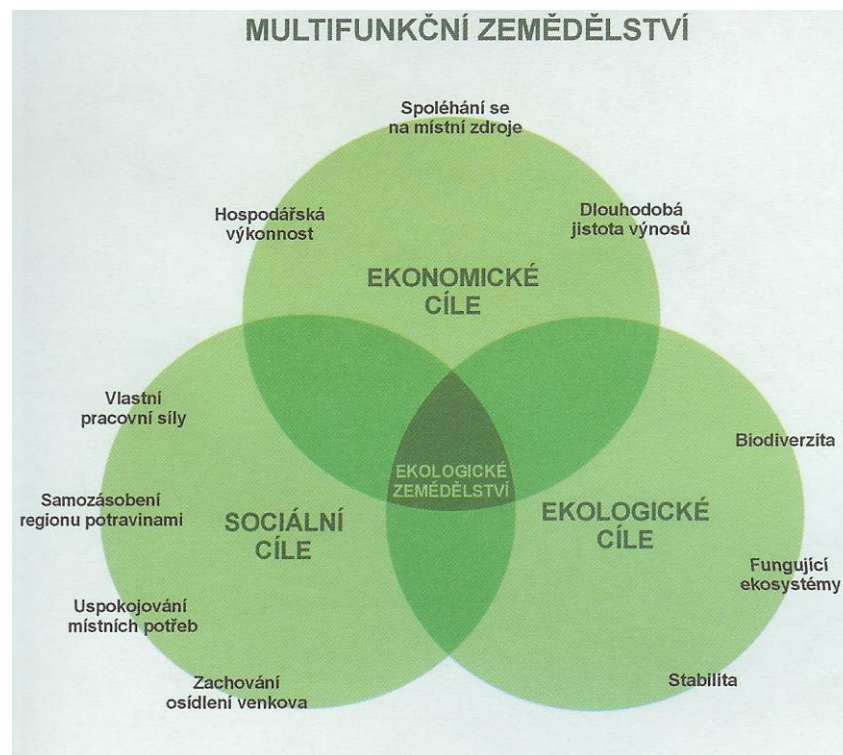 MULTIFUNKČNÍ ZEMĚDĚLSTVÍ
Spoléhání se
na místní zdroje
Hospodářská
výkonnost
Dlouhodobá
jistota výnosů
EKONOMICKÉ
CÍLE
Vlastní
pracovní síly
Biodiverzita
EKOLOGICKÉ
ZEMĚDĚLSTVÍ
Samozásobení
regionu potravinami
SOCIÁLNÍ
CÍLE
EKOLOGICKÉ
CÍLE
Fungující
ekosystémy
Uspokojování
místních potřeb
Zachování
osídlení venkova
Stabilita